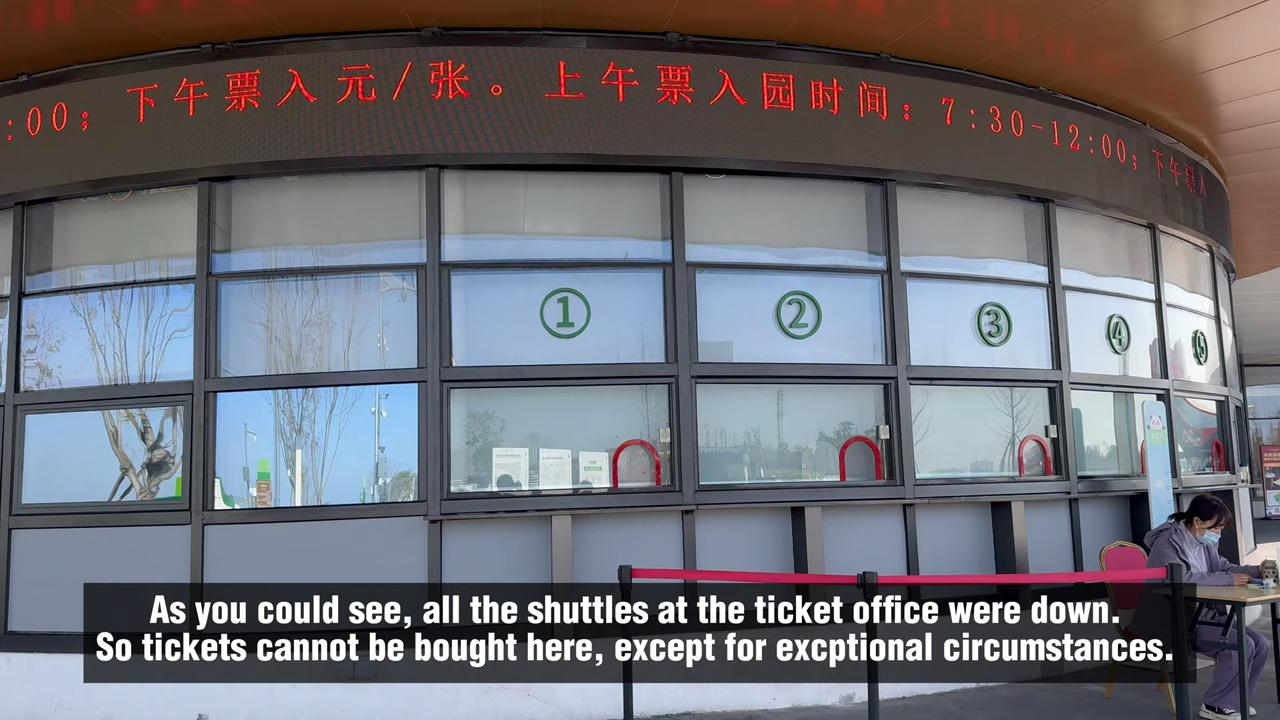 :00; 下午票入元/张。上午票入园时间: 7:30-12:00; 下午票入
① ② ③ ④ ⑤
As you could see, all the shuttles at the ticket office were down.
So tickets cannot be bought here, except for excptional circumstances.